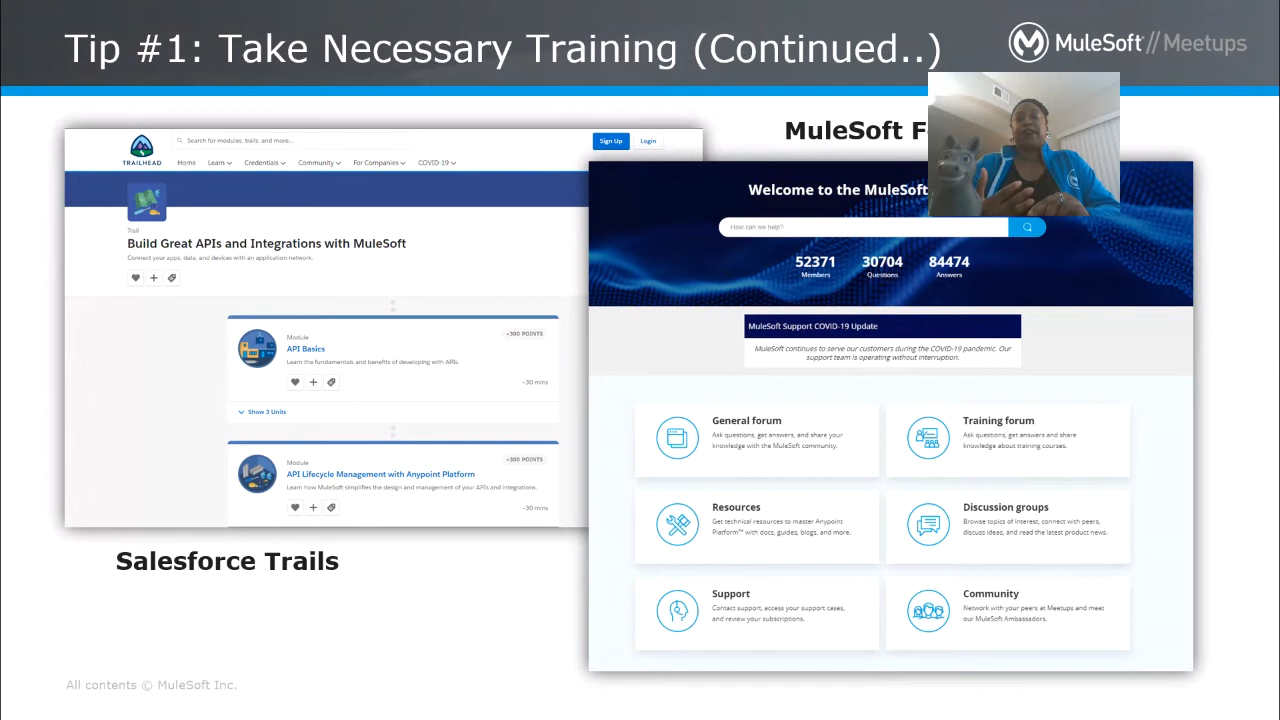 Tip #1: Take Necessary Training (Continued..)
MuleSoft // Meetups
TRAILHEAD
Search for modules, trails, and more...
Sign Up
Login
Home
Learn
Credentials
Community
For Companies
COVID-19
Trail
Build Great APIs and Integrations with MuleSoft
Connect your apps, data, and devices with an application network.
Module
+300 POINTS
API Basics
Learn the fundamentals and benefits of developing with APIs.
~30 mins
Show 3 Units
Module
+300 POINTS
API Lifecycle Management with Anypoint Platform
Learn how MuleSoft simplifies the design and management of your APIs and integrations.
~30 mins
Salesforce Trails
MuleSoft F
Welcome to the MuleSoft
How can we help?
52371
30704
84474
Members
Questions
Answers
MuleSoft Support COVID-19 Update
MuleSoft continues to serve our customers during the COVID-19 pandemic. Our
support team is operating without interruption.
General forum
Ask questions, get answers, and share your
knowledge with the MuleSoft community.
Training forum
Ask questions, get answers and share
knowledge about training courses.
Resources
Get technical resources to master Anypoint
Platform™ with docs, guides, blogs, and more.
Discussion groups
Browse topics of interest, connect with peers,
discuss ideas, and read the latest product news.
Support
Contact support, access your support cases,
and review your subscriptions.
Community
Network with your peers at Meetups and meet
our MuleSoft Ambassadors.
All contents © MuleSoft Inc.